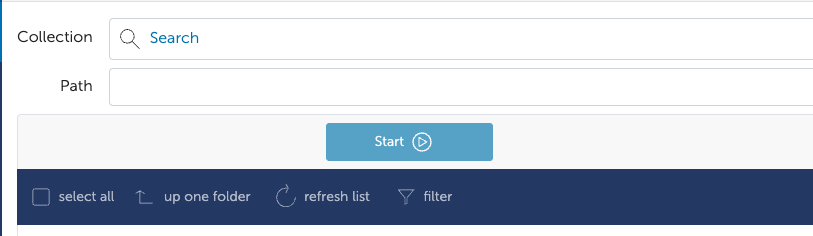 Collection
Search
Path
Start
select all up one folder refresh list filter